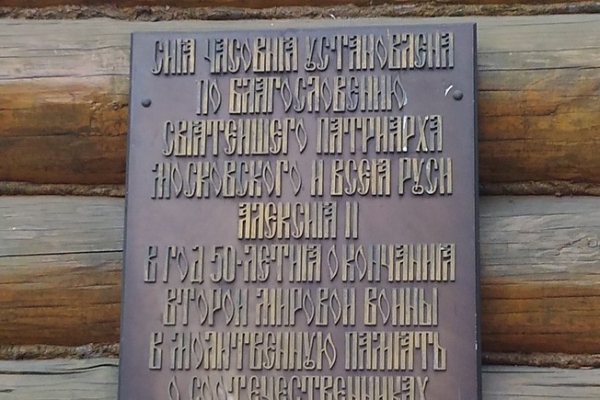 СИЯ ЧАСОВНЯ УСТАНОВЛЕНА
ПО БЛАГОСЛОВЕНИЮ
СВЯТЕЙШЕГО ПАТРИАРХА
МОСКОВСКОГО И ВСЕЯ РУСИ
АЛЕКСИЯ II
В ГОД 50-ЛЕТИЯ ОКОНЧАНИЯ
ВТОРОЙ МИРОВОЙ ВОЙНЫ
В МОЛИТВЕННУЮ ПАМЯТЬ
О СООТЕЧЕСТВЕННИКАХ